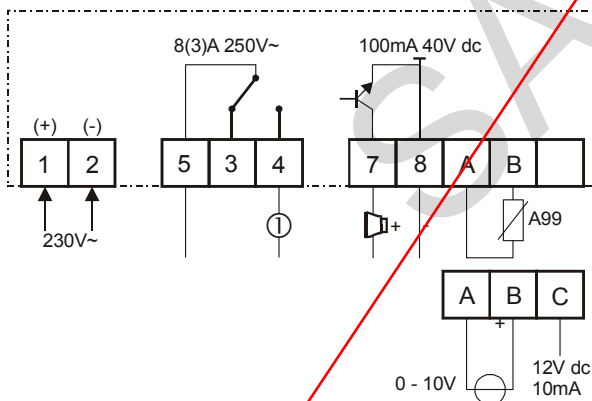 8(3)A 250V~
100mA 40V dc
(+) (-)
1 2 5 3 4 7 8 A B
230V~
①
+ -
A99
A B C
+
0 - 10V
12V dc
10mA
SA